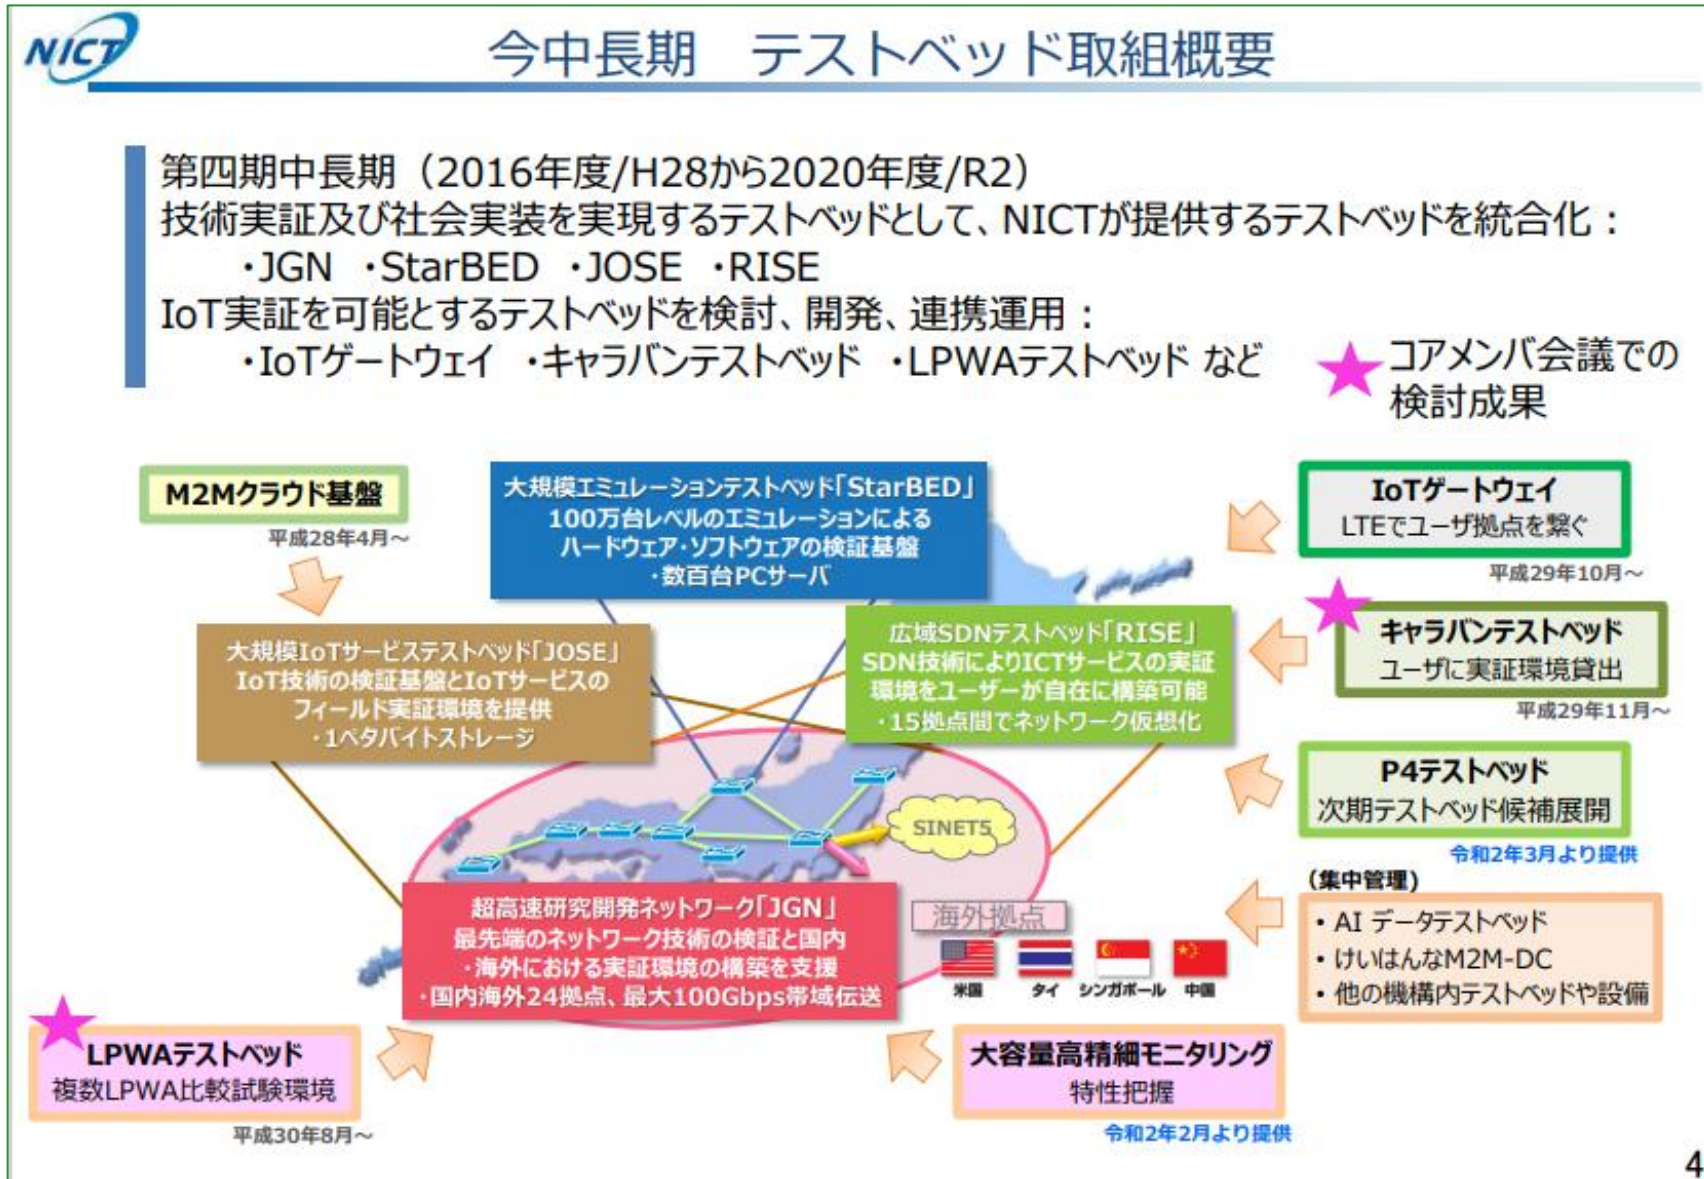 NICT
今中長期　テストベッド取組概要
第四期中長期（2016年度/H28から2020年度/R2）
技術実証及び社会実装を実現するテストベッドとして、NICTが提供するテストベッドを統合化：
・JGN ・StarBED ・JOSE ・RISE
IoT実証を可能とするテストベッドを検討、開発、連携運用：
・IoTゲートウェイ ・キャラバンテストベッド ・LPWAテストベッド など
コアメンバ会議での
検討成果
M2Mクラウド基盤
平成28年4月～
大規模エミュレーションテストベッド「StarBED」
100万台レベルのエミュレーションによる
ハードウェア・ソフトウェアの検証基盤
・数百台PCサーバ
IoTゲートウェイ
LTEでユーザ拠点を繋ぐ
平成29年10月～
大規模IoTサービステストベッド「JOSE」
IoT技術の検証基盤とIoTサービスの
フィールド実証環境を提供
・1ペタバイトストレージ
広域SDNテストベッド「RISE」
SDN技術によりICTサービスの実証
環境をユーザーが自在に構築可能
・15拠点間でネットワーク仮想化
キャラバンテストベッド
ユーザに実証環境貸出
平成29年11月～
P4テストベッド
次期テストベッド候補展開
令和2年3月より提供
SINET5
（集中管理)
• AI データテストベッド
• けいはんなM2M-DC
• 他の機構内テストベッドや設備
超高速研究開発ネットワーク「JGN」
最先端のネットワーク技術の検証と国内
・海外における実証環境の構築を支援
・国内海外24拠点、最大100Gbps帯域伝送
海外拠点
米国 タイ シンガポール 中国
LPWAテストベッド
複数LPWA比較試験環境
平成30年8月～
大容量高精細モニタリング
特性把握
令和2年2月より提供
4